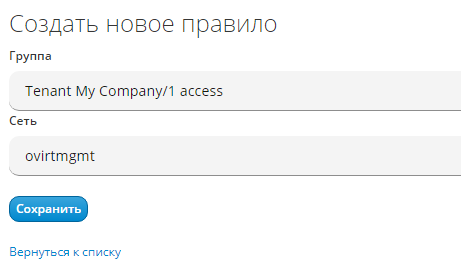 Создать новое правило
Группа
Tenant My Company/1 access
Сеть
ovirtmgmt
Сохранить
Вернуться к списку